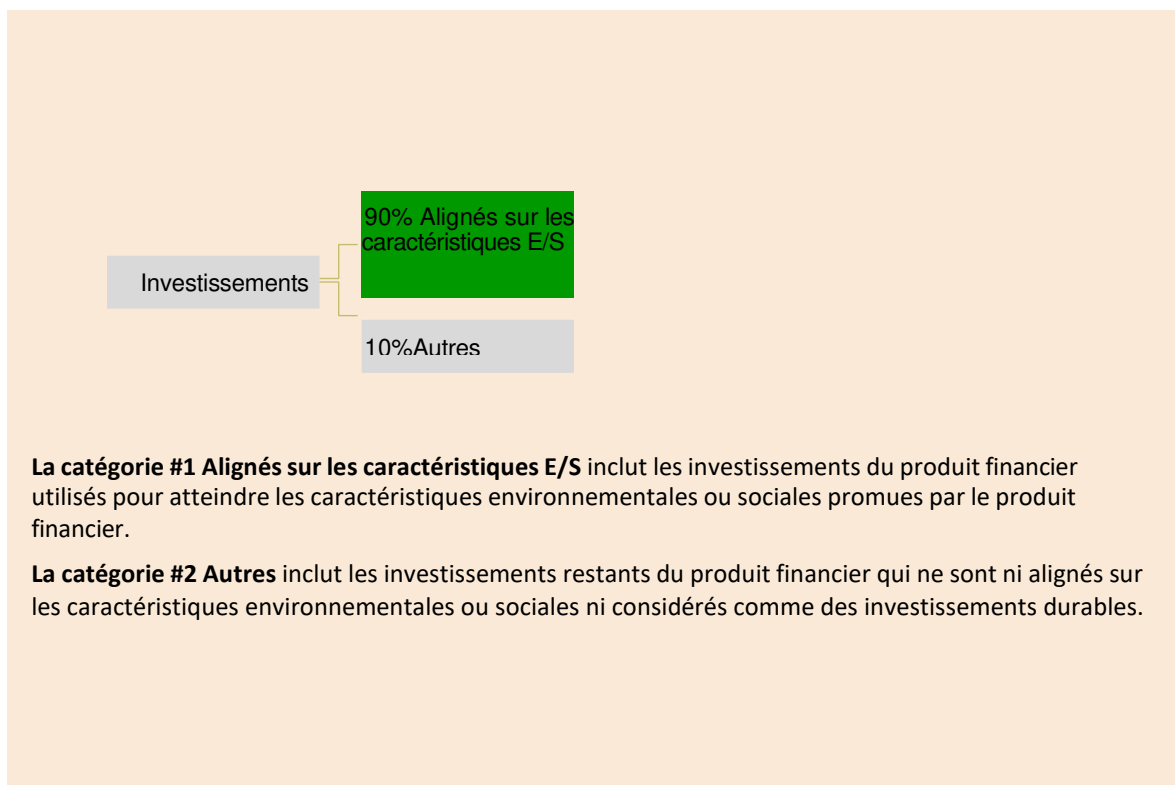 90% Alignés sur les
caractéristiques E/S
Investissements
10%Autres
La catégorie #1 Alignés sur les caractéristiques E/S inclut les investissements du produit financier
utilisés pour atteindre les caractéristiques environnementales ou sociales promues par le produit
financier.
La catégorie #2 Autres inclut les investissements restants du produit financier qui ne sont ni alignés sur
les caractéristiques environnementales ou sociales ni considérés comme des investissements durables.